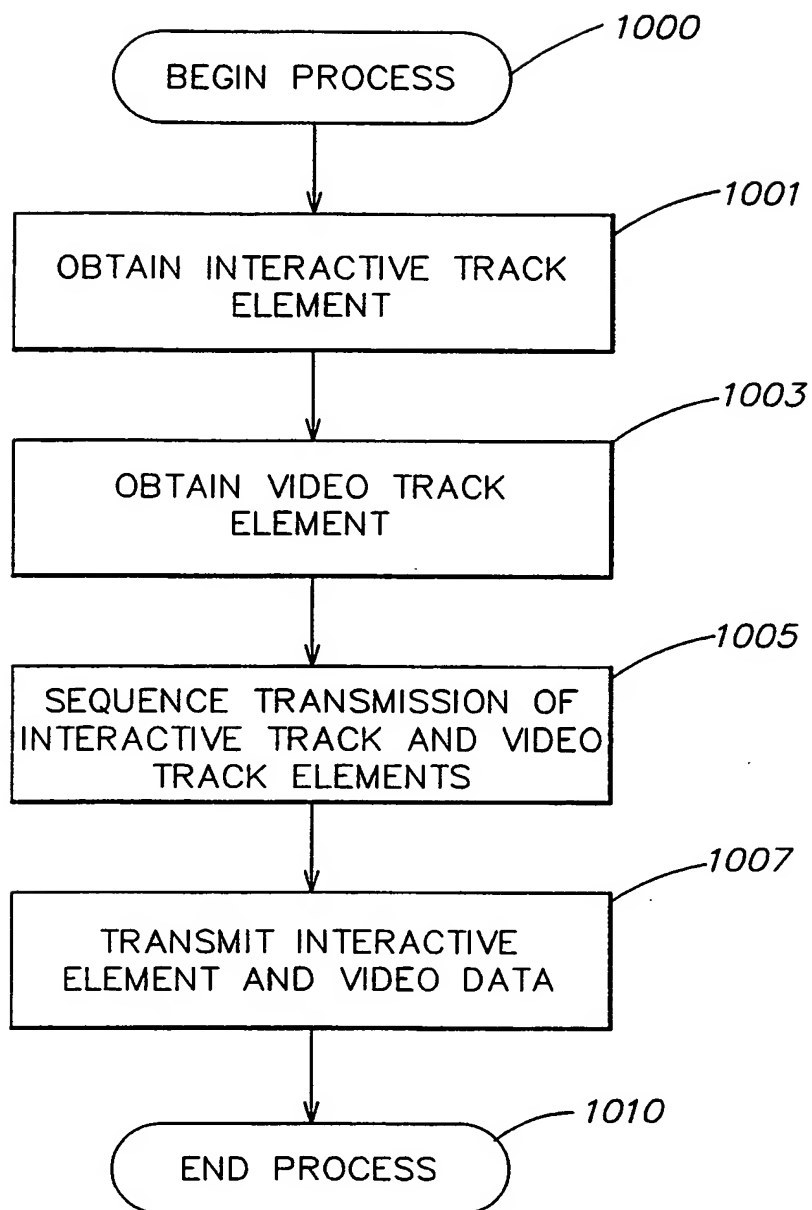 1000
BEGIN PROCESS
1001
OBTAIN INTERACTIVE TRACK
ELEMENT
1003
OBTAIN VIDEO TRACK
ELEMENT
1005
SEQUENCE TRANSMISSION OF
INTERACTIVE TRACK AND VIDEO
TRACK ELEMENTS
1007
TRANSMIT INTERACTIVE
ELEMENT AND VIDEO DATA
1010
END PROCESS